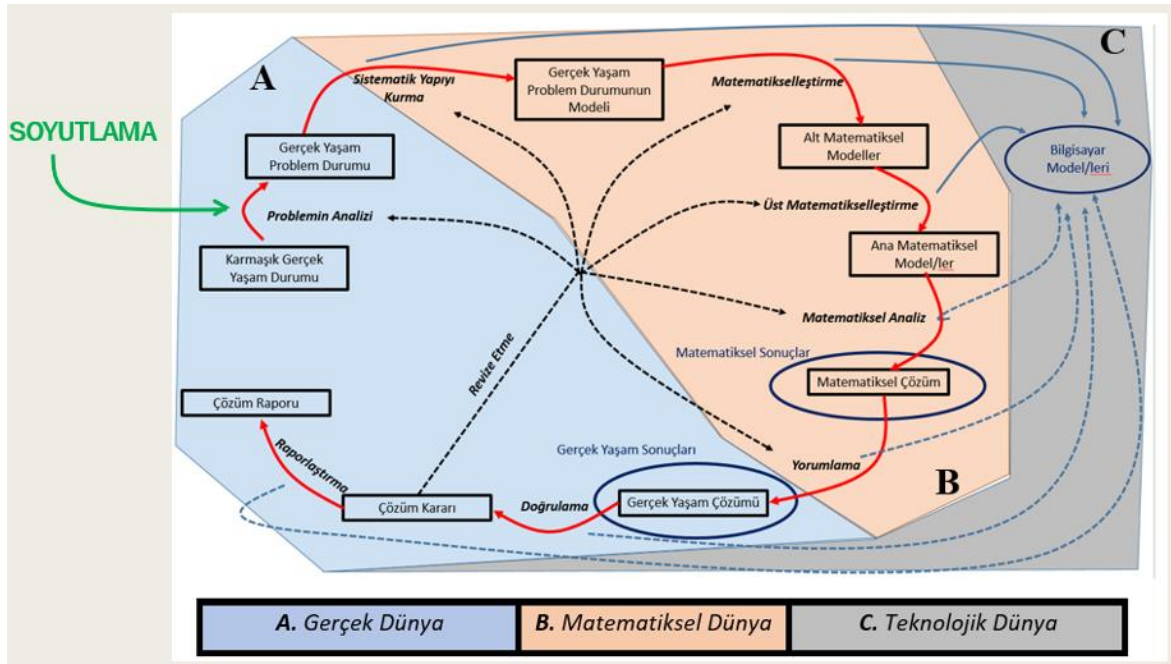 SOYUTLAMA
A
C
Sistematik Yapıyı
Kurma
Gerçek Yaşam
Problem Durumunun
Modeli
Matematikselleştirme
Gerçek Yaşam
Problem Durumu
Alt Matematiksel
Modeller
Bilgisayar
Model/leri
Problemin Analizi
Üst Matematikselleştirme
Karmaşık Gerçek
Yaşam Durumu
Ana Matematiksel
Model/ler
Matematiksel Analiz
Revize Etme
Matematiksel Sonuçlar
Matematiksel Çözüm
Çözüm Raporu
Raporlaştırma
Gerçek Yaşam Sonuçları
Yorumlama
B
Çözüm Kararı
Doğrulama
Gerçek Yaşam Çözümü
A. Gerçek Dünya
B. Matematiksel Dünya
C. Teknolojik Dünya